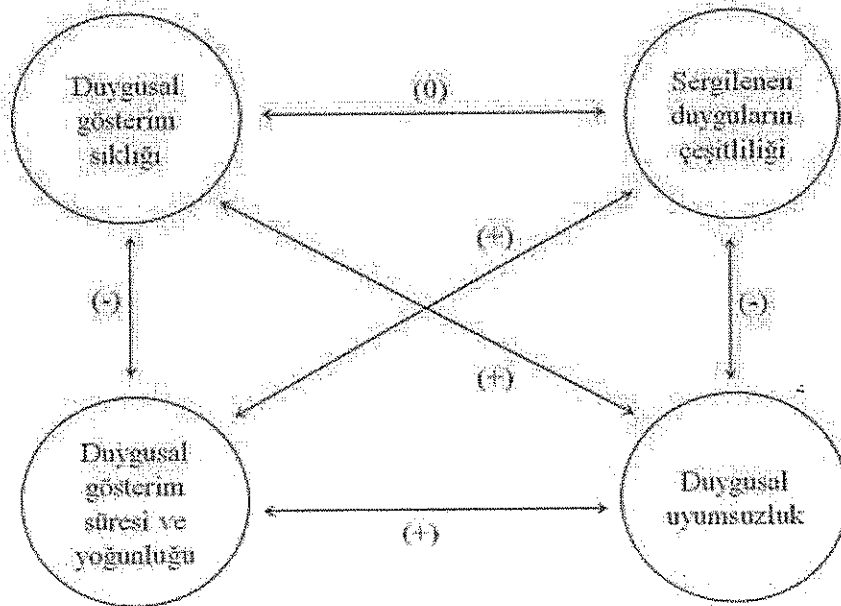 Duygusal
gösterim
sıklığı
(0)
Sergilenen
duyguların
çeşitliliği
(+)
(-)
(-)
(+)
Duygusal
gösterim
süresi ve
yoğunluğu
(+)
Duygusal
uyumsuzluk